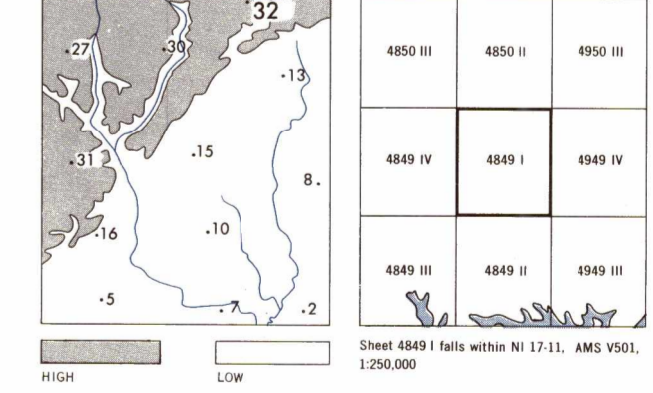 32
.27
.30
.13
.15
.31
8.
.16
.10
.5
.7
.2
HIGH
LOW
4850 III
4850 II
4950 III
4849 IV
4849 I
4949 IV
4849 III
4849 II
4949 III
Sheet 4849 I falls within NI 17-11, AMS V501,
1:250,000